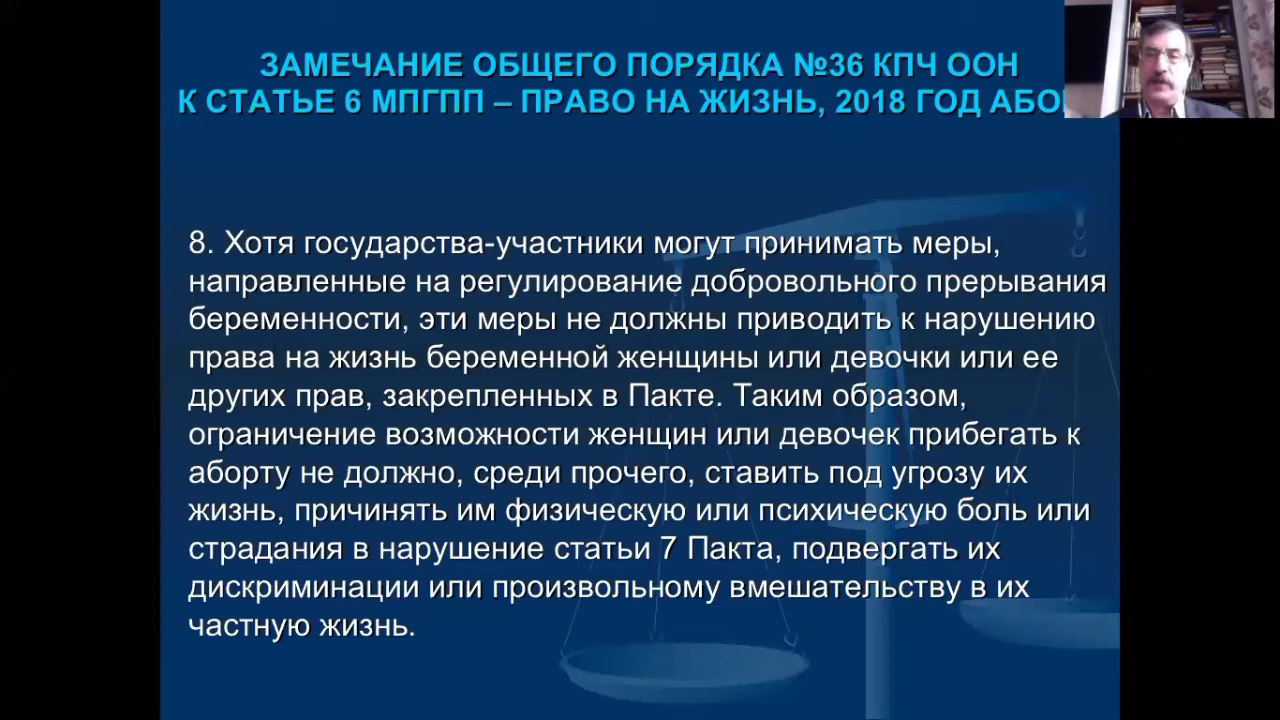 ЗАМЕЧАНИЕ ОБЩЕГО ПОРЯДКА №36 КПЧ ООН
К СТАТЬЕ 6 МПГПП – ПРАВО НА ЖИЗНЬ, 2018 ГОД
8. Хотя государства-участники могут принимать меры,
направленные на регулирование добровольного прерывания
беременности, эти меры не должны приводить к нарушению
права на жизнь беременной женщины или девочки или ее
других прав, закрепленных в Пакте. Таким образом,
ограничение возможности женщин или девочек прибегать к
аборту не должно, среди прочего, ставить под угрозу их
жизнь, причинять им физическую или психическую боль или
страдания в нарушение статьи 7 Пакта, подвергать их
дискриминации или произвольному вмешательству в их
частную жизнь.